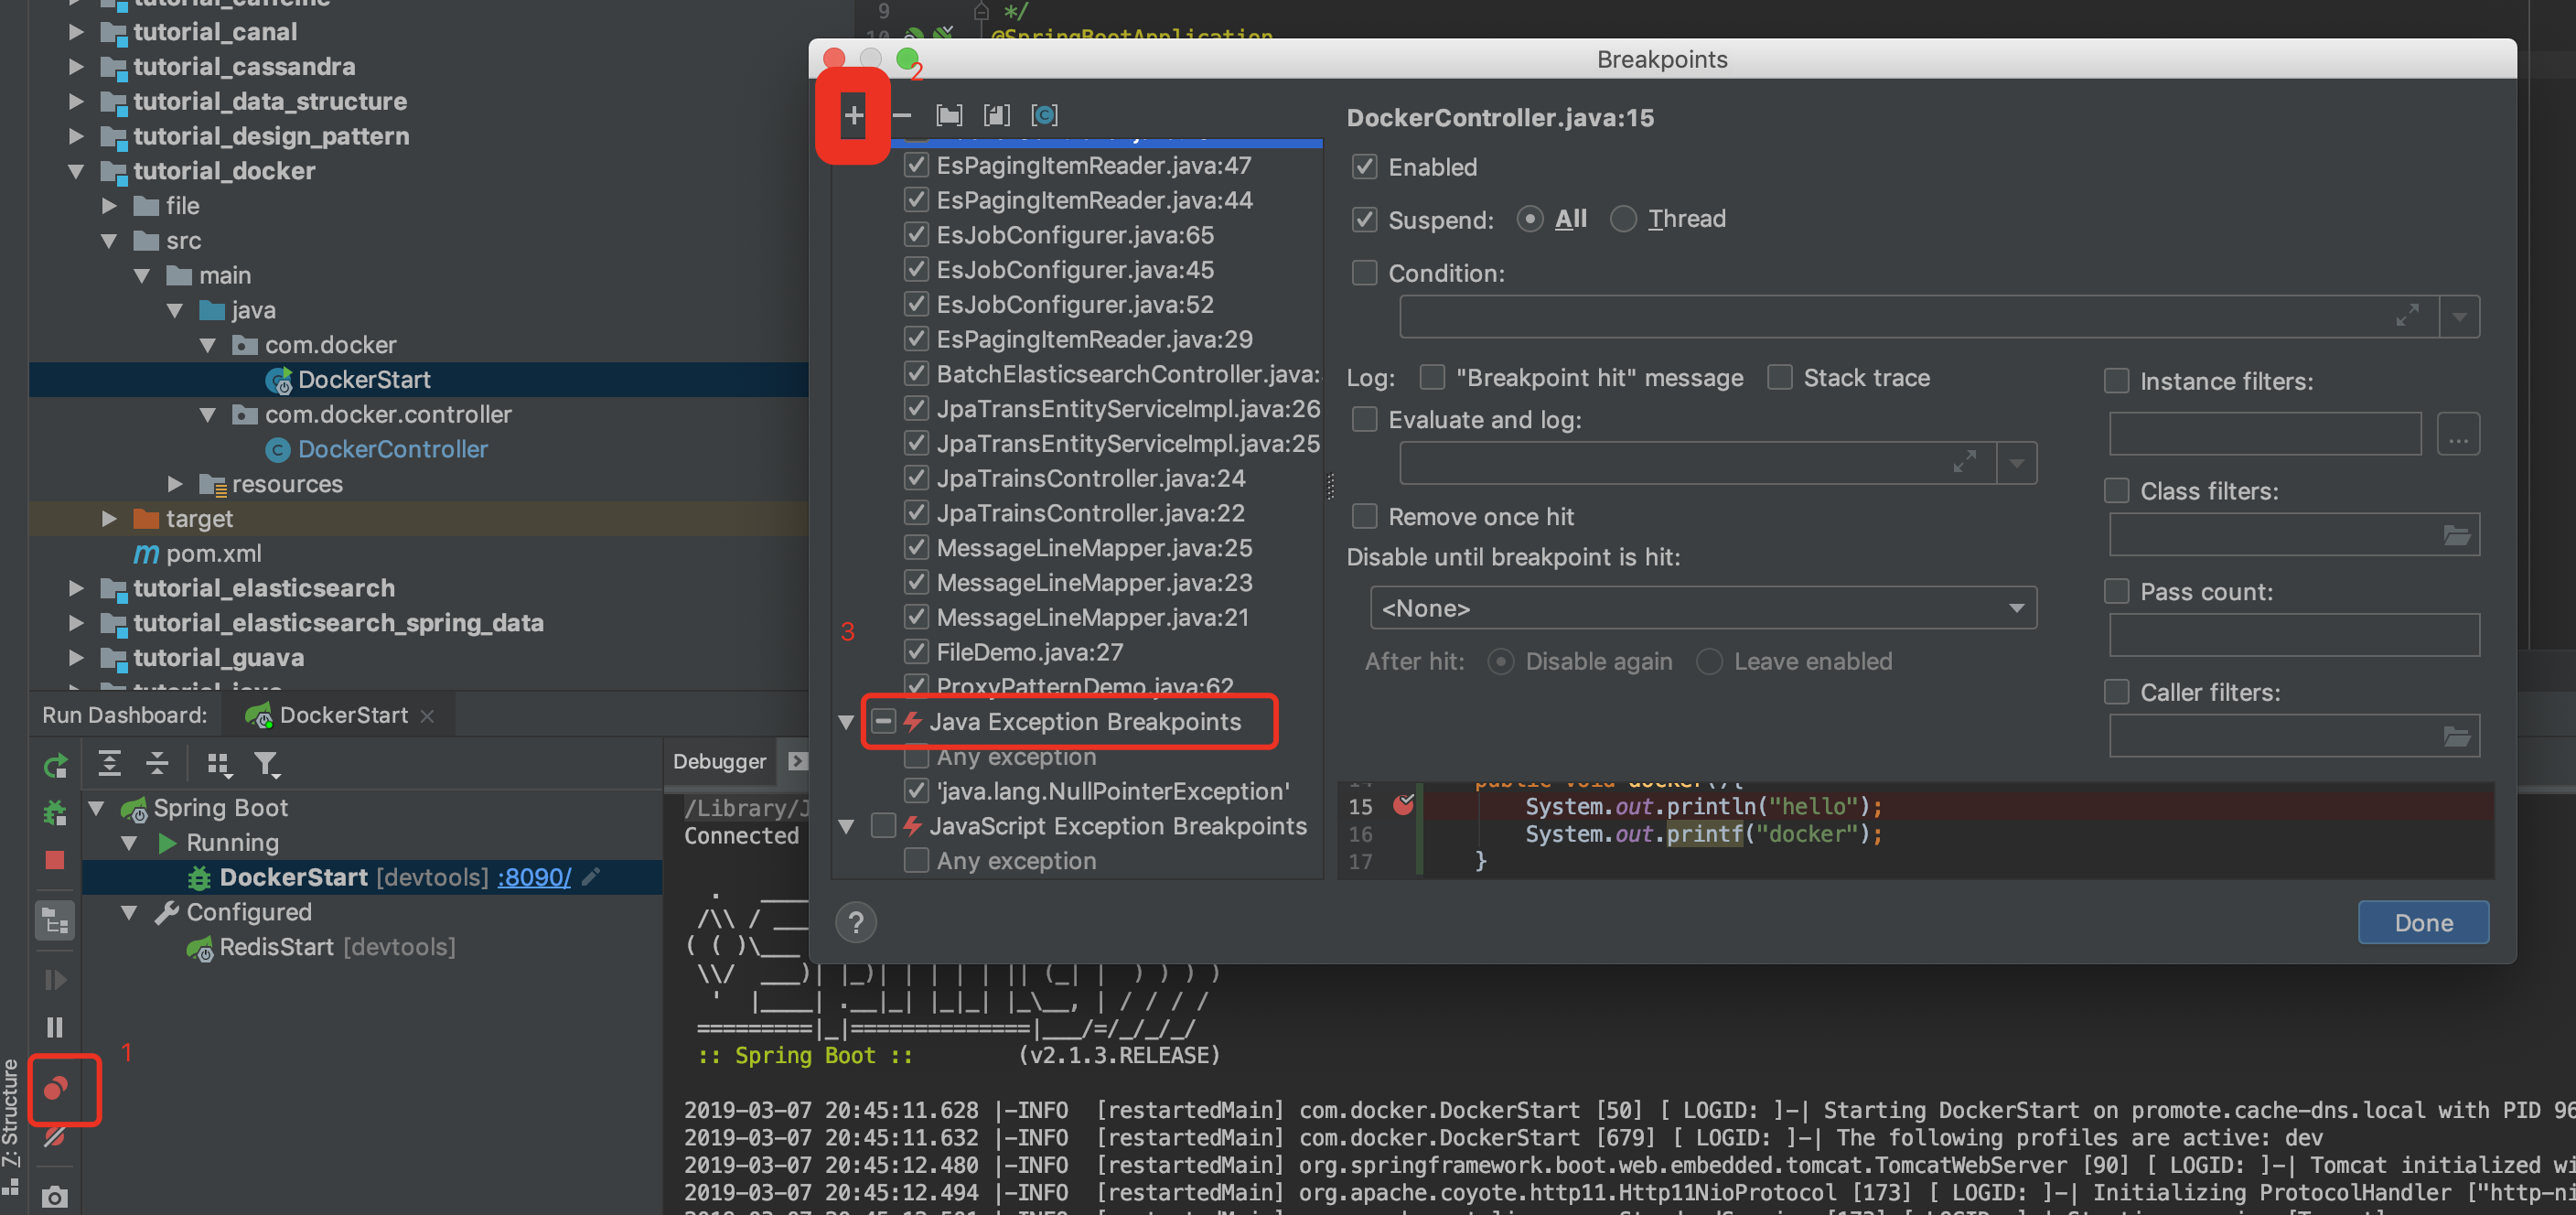 tutorial_canal
tutorial_cassandra
tutorial_data_structure
tutorial_design_pattern
tutorial_docker
file
src
main
java
com.docker
DockerStart
com.docker.controller
DockerController
resources
target
pom.xml
tutorial_elasticsearch
tutorial_elasticsearch_spring_data
tutorial_guava
9 */
10 @SpringBootApplication
Breakpoints
2
EsPagingItemReader.java:47
EsPagingItemReader.java:44
EsJobConfigurer.java:65
EsJobConfigurer.java:45
EsJobConfigurer.java:52
EsPagingItemReader.java:29
BatchElasticsearchController.java:
JpaTransEntityServiceImpl.java:26
JpaTransEntityServiceImpl.java:25
JpaTrainsController.java:24
JpaTrainsController.java:22
MessageLineMapper.java:25
MessageLineMapper.java:23
MessageLineMapper.java:21
3
FileDemo.java:27
ProxyPatternDemo.java:62
Java Exception Breakpoints
Any exception
'java.lang.NullPointerException'
JavaScript Exception Breakpoints
Any exception
DockerController.java:15
Enabled
Suspend: All Thread
Condition:
Log: "Breakpoint hit" message Stack trace
Evaluate and log:
Remove once hit
Disable until breakpoint is hit:
<None>
After hit: Disable again Leave enabled
Instance filters:
...
Class filters:
Pass count:
Caller filters:
14 public void docker(){
15 System.out.println("hello");
16 System.out.printf("docker");
17 }
?
Done
Run Dashboard: DockerStart
Spring Boot
Running
DockerStart [devtools] :8090/
Configured
RedisStart [devtools]
1
Z: Structure
Debugger
/Library/J
Connected
:: Spring Boot :: (v2.1.3.RELEASE)
2019-03-07 20:45:11.628 |-INFO [restartedMain] com.docker.DockerStart [50] [ LOGID: ]-| Starting DockerStart on promote.cache-dns.local with PID 96
2019-03-07 20:45:11.632 |-INFO [restartedMain] com.docker.DockerStart [679] [ LOGID: ]-| The following profiles are active: dev
2019-03-07 20:45:12.480 |-INFO [restartedMain] org.springframework.boot.web.embedded.tomcat.TomcatWebServer [90] [ LOGID: ]-| Tomcat initialized wi
2019-03-07 20:45:12.494 |-INFO [restartedMain] org.apache.coyote.http11.Http11NioProtocol [173] [ LOGID: ]-| Initializing ProtocolHandler ["http-ni